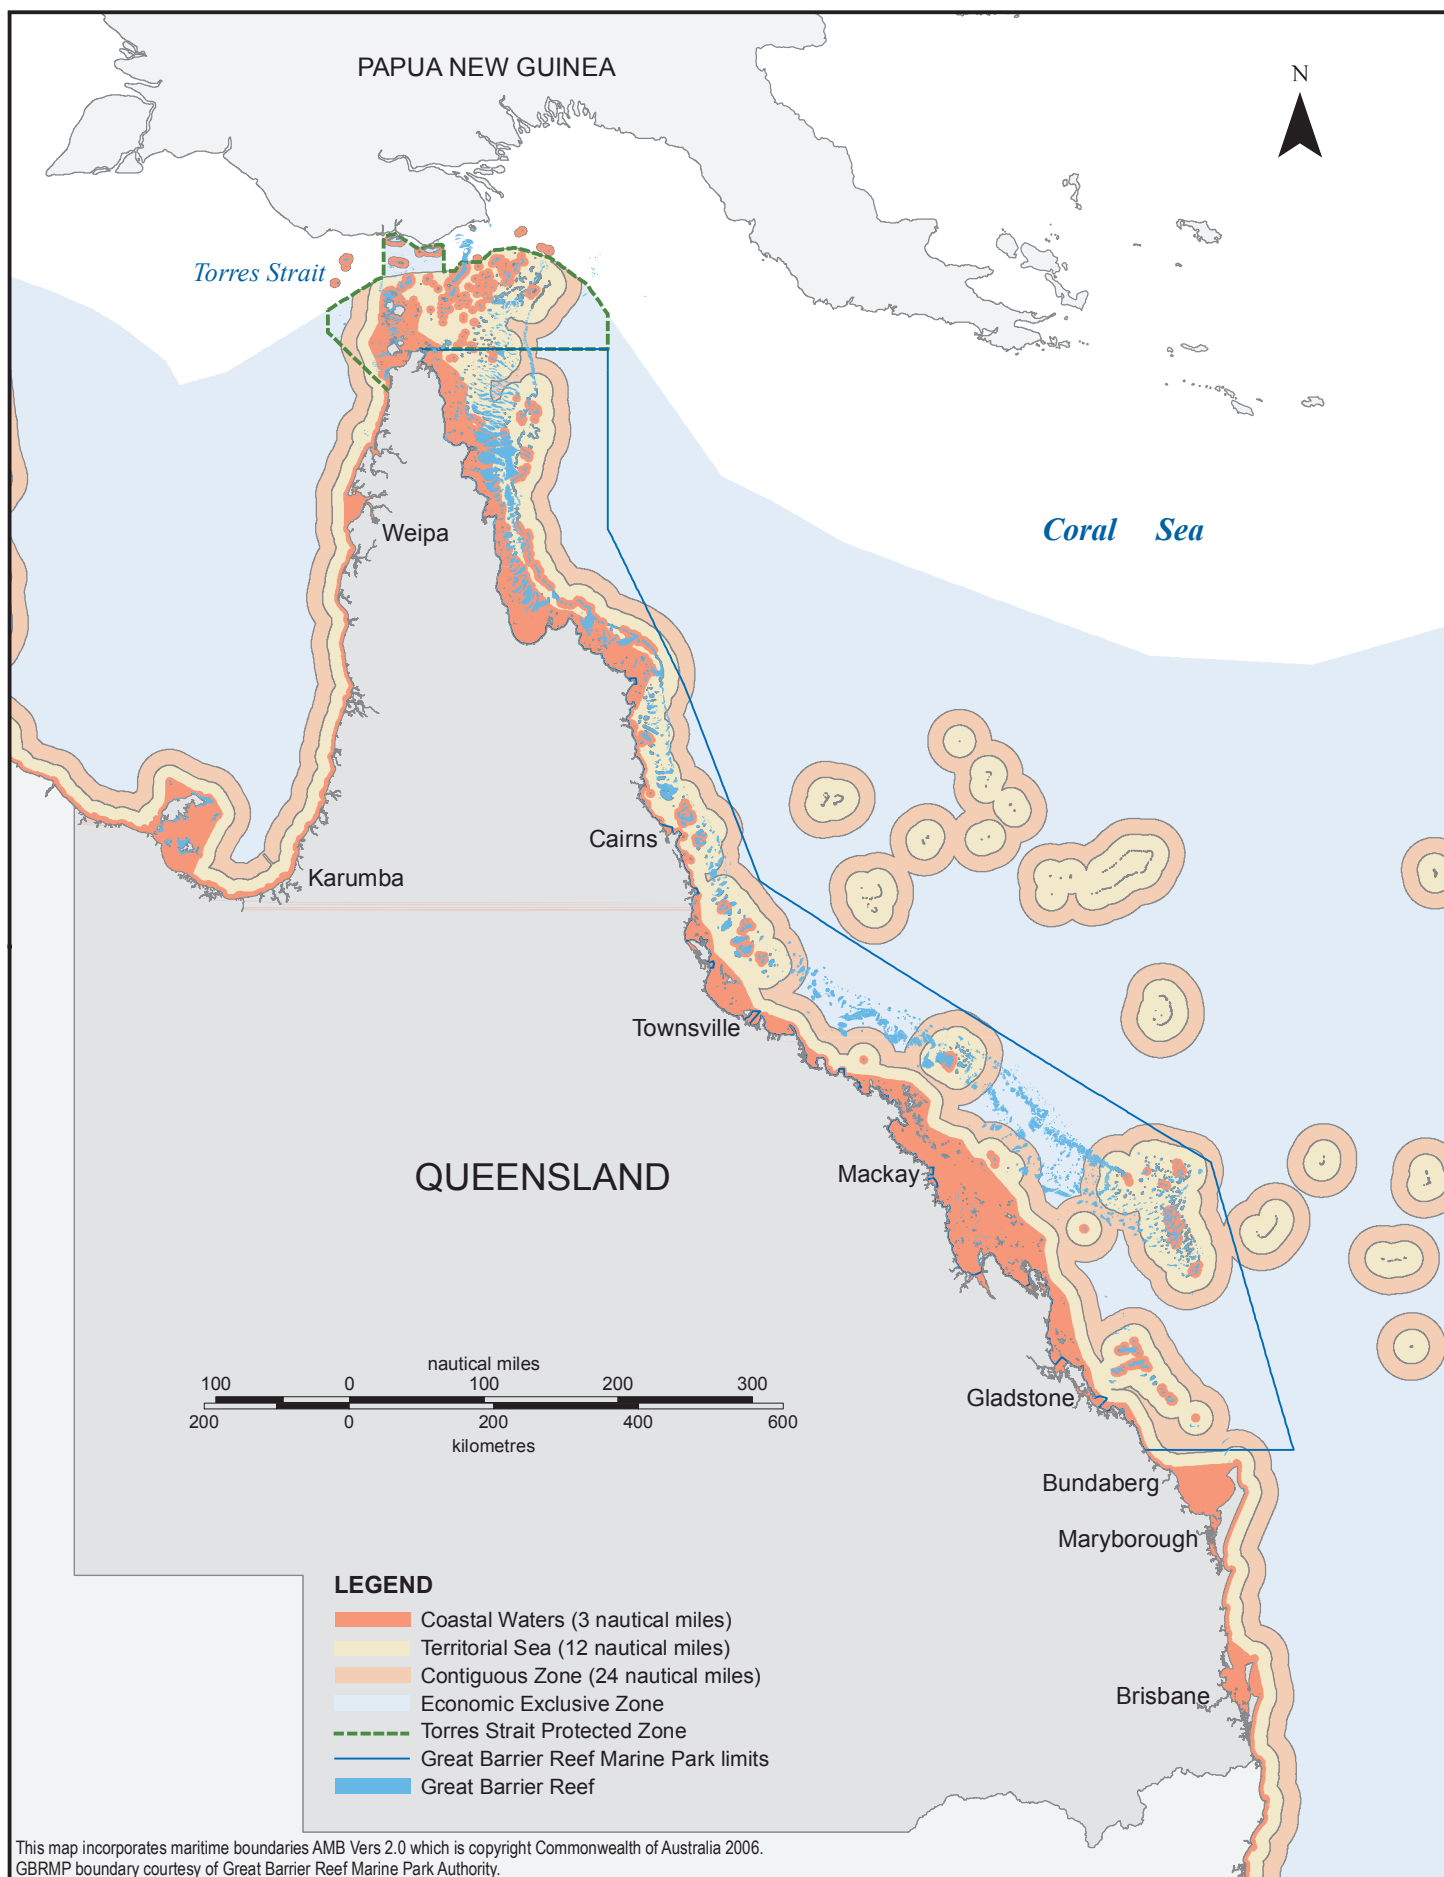 PAPUA NEW GUINEA
N
Torres Strait
Coral Sea
Weipa
Cairns
Karumba
Townsville
Mackay
QUEENSLAND
nautical miles
100 0 100 200 300
200 0 200 400 600
kilometres
Gladstone
Bundaberg
Maryborough
Brisbane
LEGEND
Coastal Waters (3 nautical miles)
Territorial Sea (12 nautical miles)
Contiguous Zone (24 nautical miles)
Economic Exclusive Zone
Torres Strait Protected Zone
Great Barrier Reef Marine Park limits
Great Barrier Reef
This map incorporates maritime boundaries AMB Vers 2.0 which is copyright Commonwealth of Australia 2006.
GBRMP boundary courtesy of Great Barrier Reef Marine Park Authority.